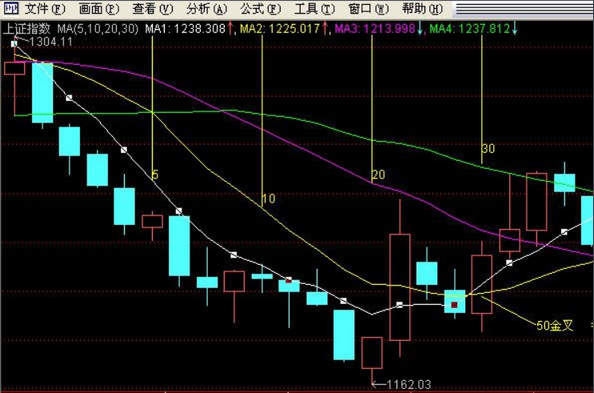 文件(F) 画面(P) 查看(V) 分析(A) 公式(F) 工具(T) 窗口(W) 帮助(H)
上证指数 MA(5,10,20,30) MA1: 1238.308↑, MA2: 1225.017↑, MA3: 1213.998↓, MA4: 1237.812↓
1304.11
30
5
20
10
50金叉
←1162.03